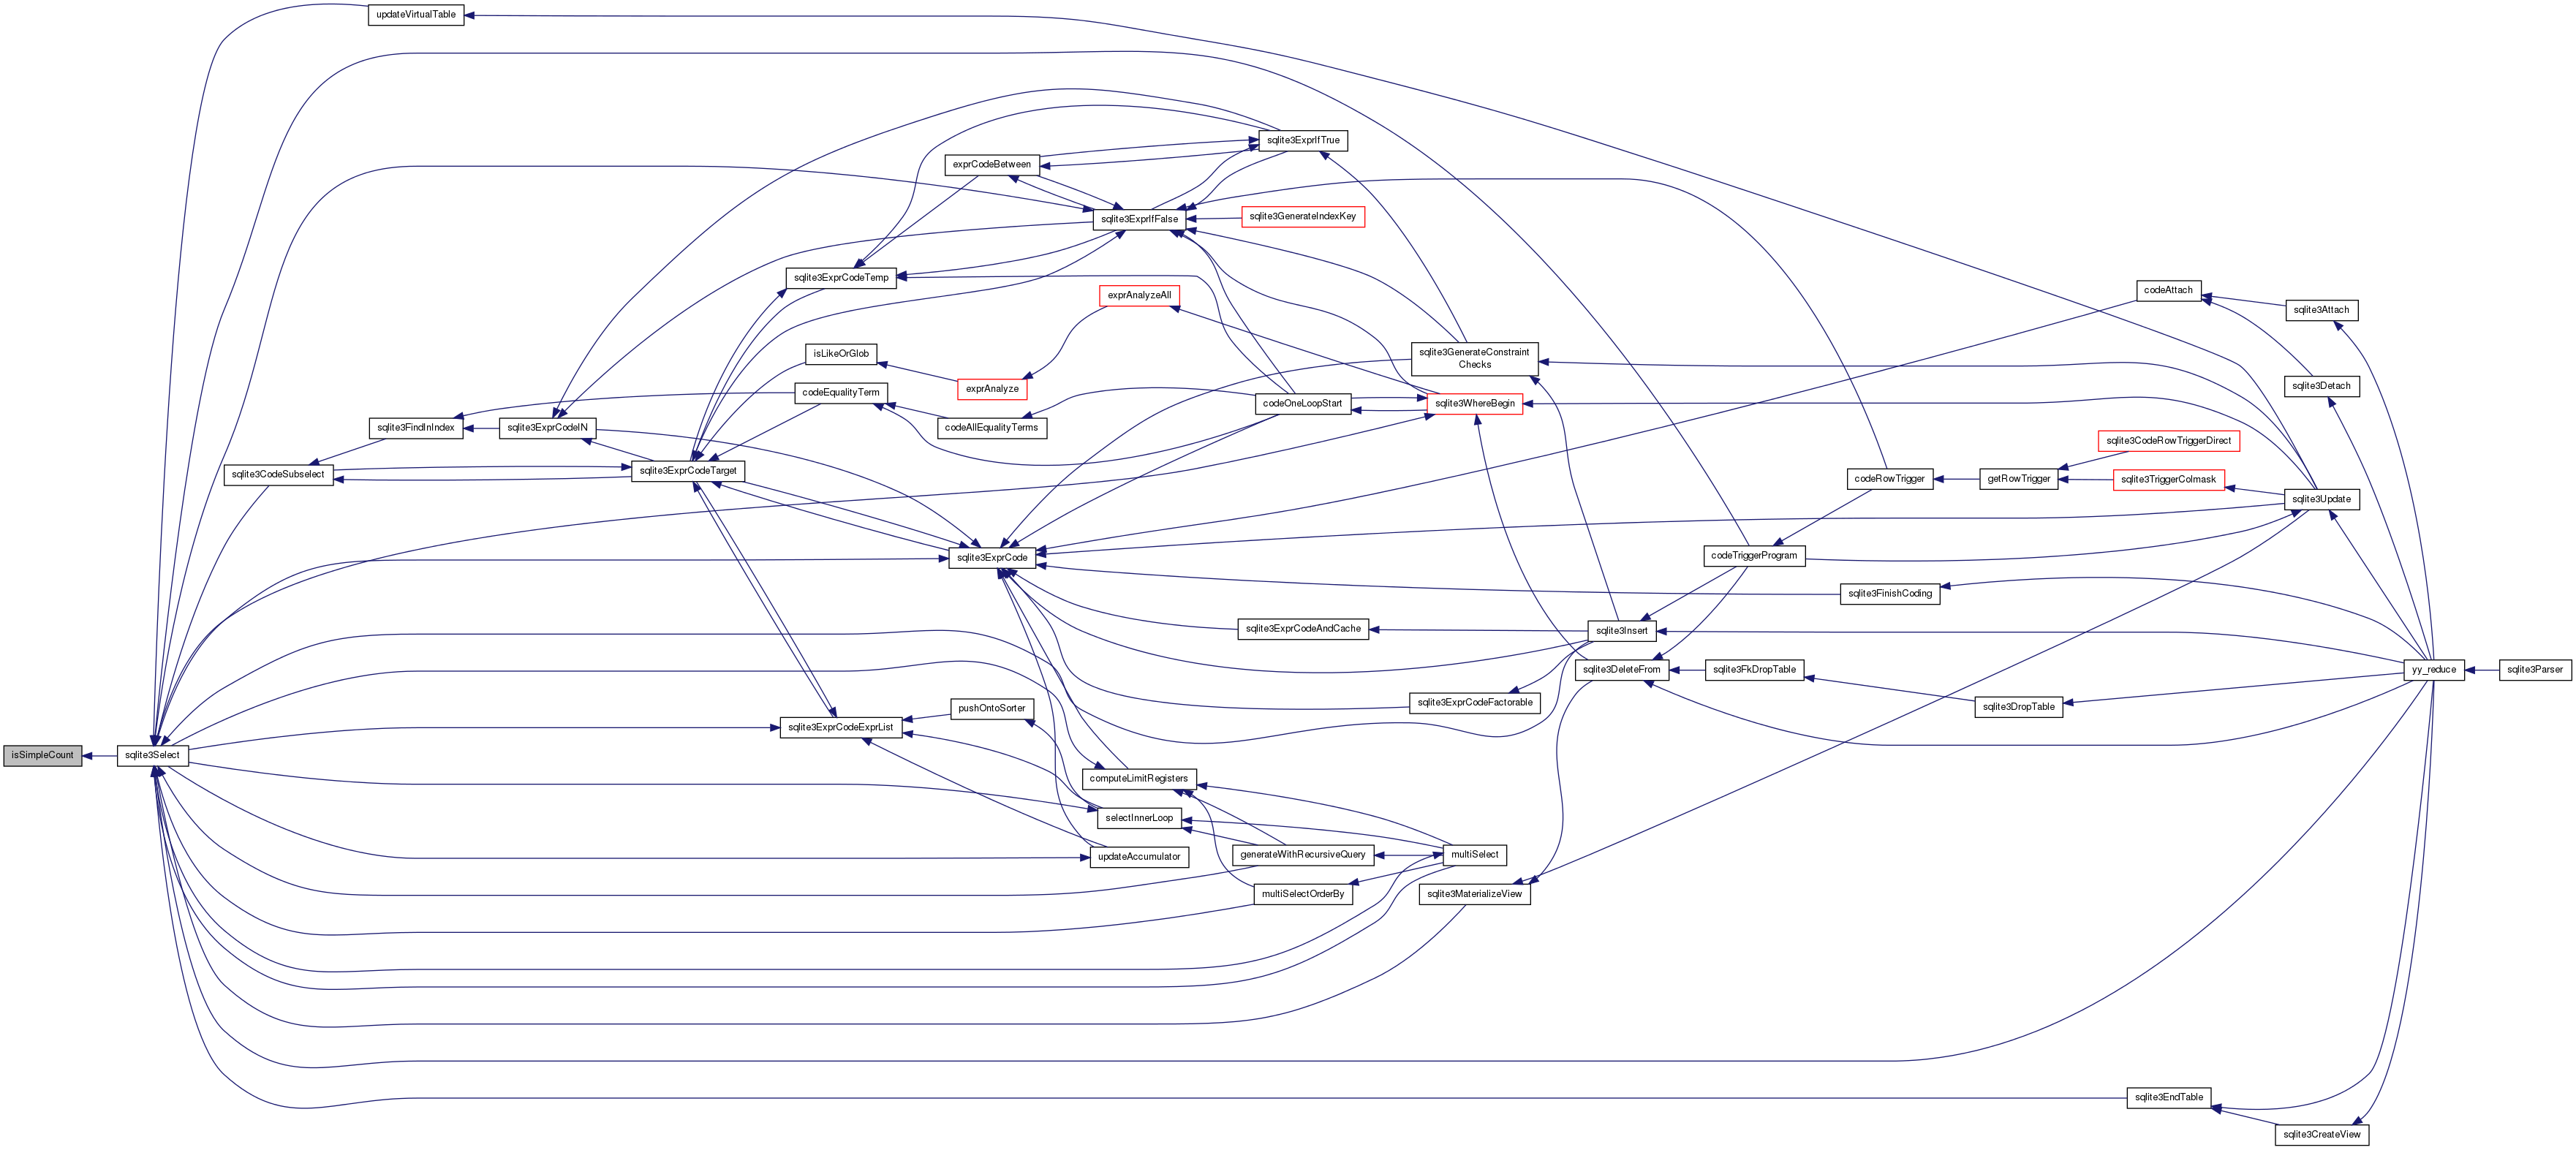 updateVirtualTable
sqlite3ExprIfTrue
exprCodeBetween
sqlite3ExprIfFalse
sqlite3GenerateIndexKey
sqlite3ExprCodeTemp
codeAttach
exprAnalyzeAll
sqlite3Attach
isLikeOrGlob
sqlite3GenerateConstraint
Checks
exprAnalyze
sqlite3Detach
codeEqualityTerm
codeOneLoopStart
sqlite3WhereBegin
sqlite3FindInIndex
sqlite3ExprCodeIN
codeAllEqualityTerms
sqlite3CodeRowTriggerDirect
sqlite3CodeSubselect
sqlite3ExprCodeTarget
codeRowTrigger
getRowTrigger
sqlite3TriggerColmask
sqlite3Update
sqlite3ExprCode
codeTriggerProgram
sqlite3FinishCoding
sqlite3ExprCodeAndCache
sqlite3Insert
sqlite3DeleteFrom
sqlite3FkDropTable
yy_reduce
sqlite3Parser
sqlite3ExprCodeFactorable
pushOntoSorter
sqlite3DropTable
sqlite3ExprCodeExprList
isSimpleCount
sqlite3Select
computeLimitRegisters
selectInnerLoop
updateAccumulator
generateWithRecursiveQuery
multiSelect
multiSelectOrderBy
sqlite3MaterializeView
sqlite3EndTable
sqlite3CreateView